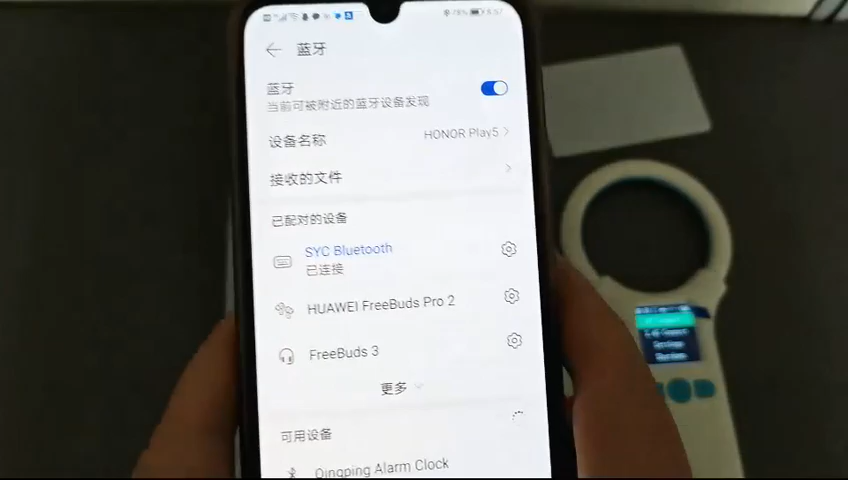 蓝牙
蓝牙
当前可被附近的蓝牙设备发现
设备名称
HONOR Play5
接收的文件
已配对的设备
SYC Bluetooth
已连接
HUAWEI FreeBuds Pro 2
FreeBuds 3
更多
可用设备
Qingping Alarm Clock